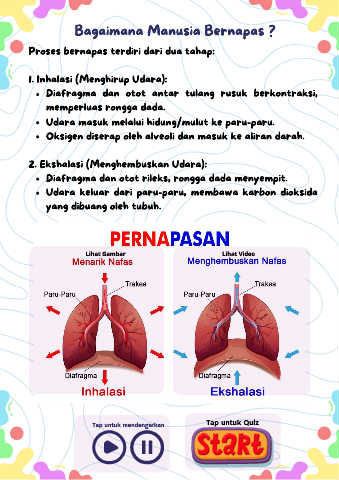 Bagaimana Manusia Bernapas ?
Proses bernapas terdiri dari dua tahap:
1. Inhalasi (Menghirup Udara):
• Diafragma dan otot antar tulang rusuk berkontraksi,
memperluas rongga dada.
• Udara masuk melalui hidung/mulut ke paru-paru.
• Oksigen diserap oleh alveoli dan masuk ke aliran darah.
2. Ekshalasi (Menghembuskan Udara):
• Diafragma dan otot rileks, rongga dada menyempit.
• Udara keluar dari paru-paru, membawa karbon dioksida
yang dibuang oleh tubuh.
PERNAPASAN
Lihat Gambar
Menarik Nafas
Trakea
Paru-Paru
Diafragma
Inhalasi
Lihat Video
Menghembuskan Nafas
Trakea
Paru-Paru
Diafragma
Ekshalasi
Tap untuk mendengarkan
Tap untuk Quiz
START